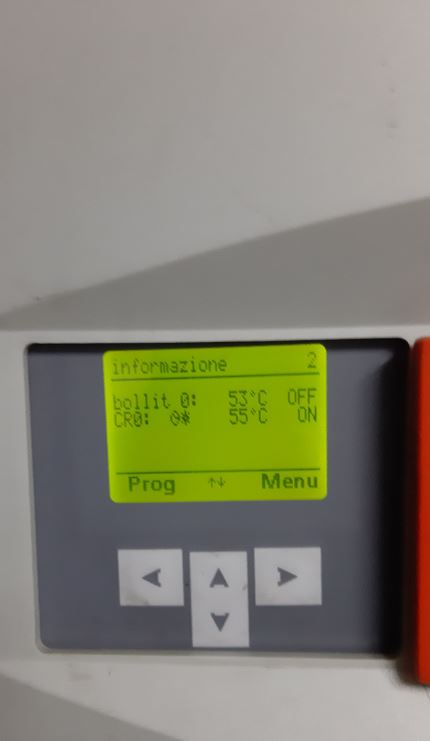 informazione 2
bollit 0: 53°C OFF
CR0: 55°C ON
Prog ↑↓ Menu